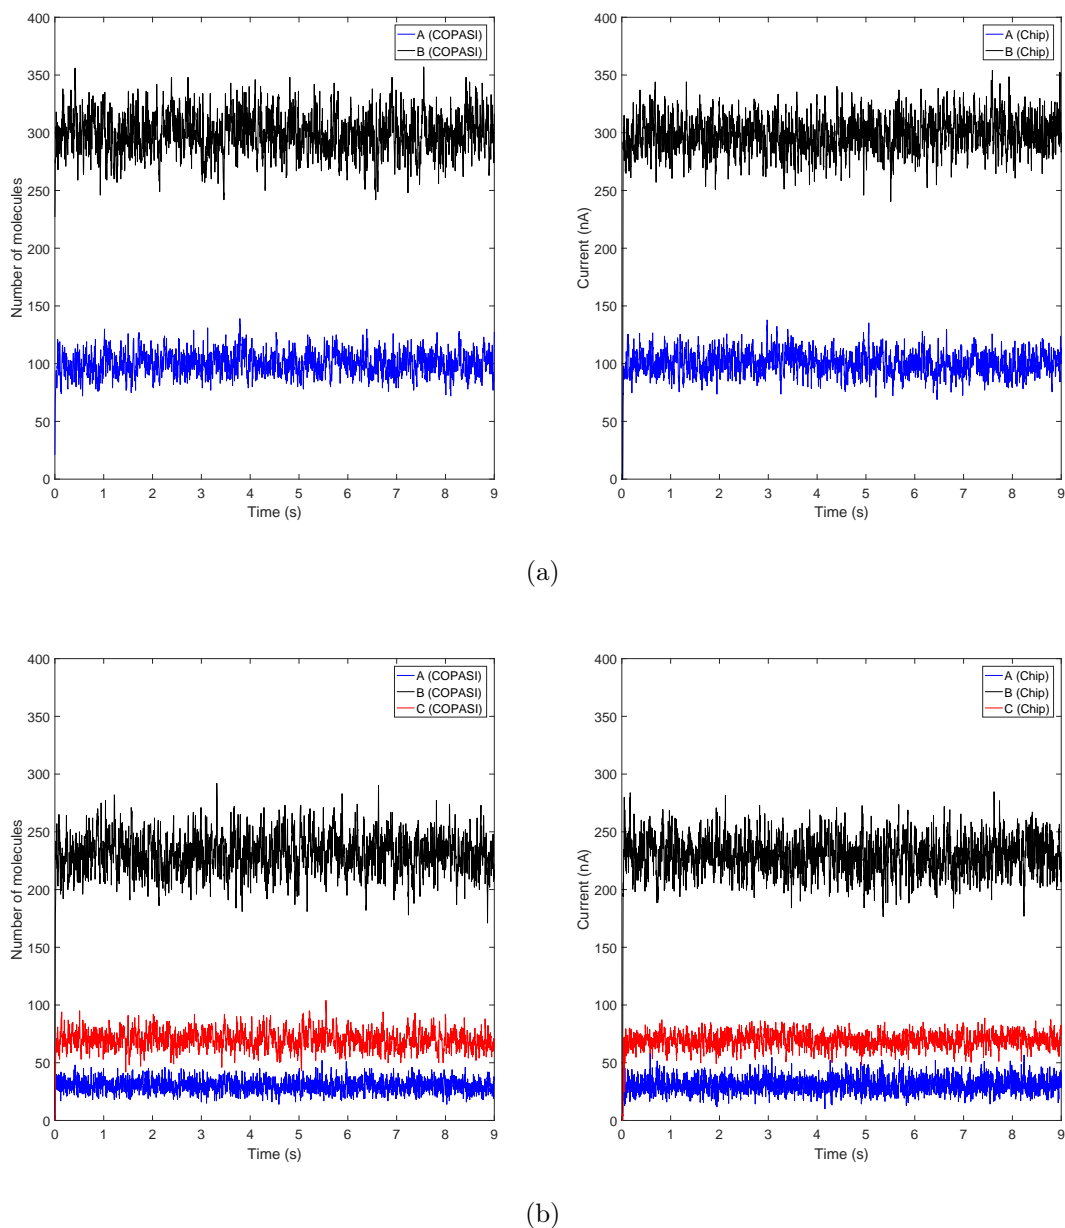 400
350
300
250
200
150
100
50
0
Number of molecules
A (COPASI)
B (COPASI)
0 1 2 3 4 5 6 7 8 9
Time (s)
400
350
300
250
200
150
100
50
0
Current (nA)
A (Chip)
B (Chip)
0 1 2 3 4 5 6 7 8 9
Time (s)
(a)
400
350
300
250
200
150
100
50
0
Number of molecules
A (COPASI)
B (COPASI)
C (COPASI)
0 1 2 3 4 5 6 7 8 9
Time (s)
400
350
300
250
200
150
100
50
0
Current (nA)
A (Chip)
B (Chip)
C (Chip)
0 1 2 3 4 5 6 7 8 9
Time (s)
(b)